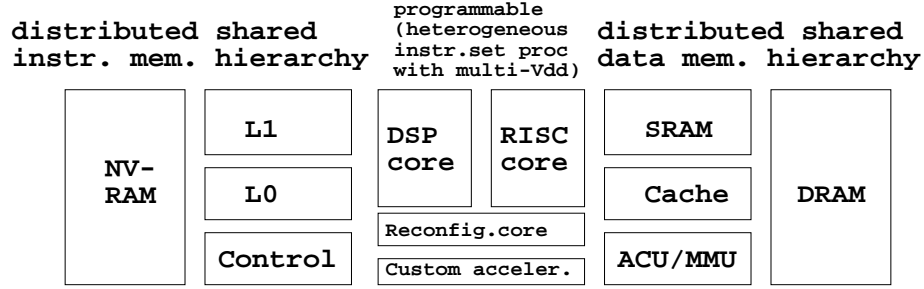 distributed shared
instr. mem. hierarchy
programmable
(heterogeneous
instr.set proc
with multi-Vdd)
distributed shared
data mem. hierarchy
NV-
RAM
L1
L0
Control
DSP
core
RISC
core
Reconfig.core
Custom acceler.
SRAM
Cache
ACU/MMU
DRAM